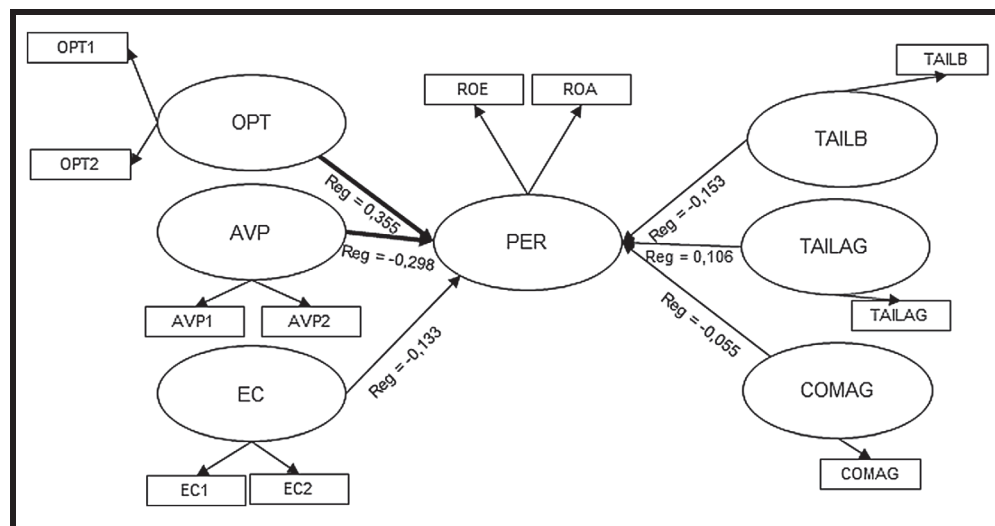 OPT1
OPT
OPT2
Reg = 0,355
AVP
Reg = -0,298
AVP1
AVP2
EC
Reg = -0,133
EC1
EC2
ROE
ROA
PER
TAILB
TAILB
Reg = -0,153
TAILAG
Reg = 0,106
TAILAG
Reg = -0,055
COMAG
COMAG